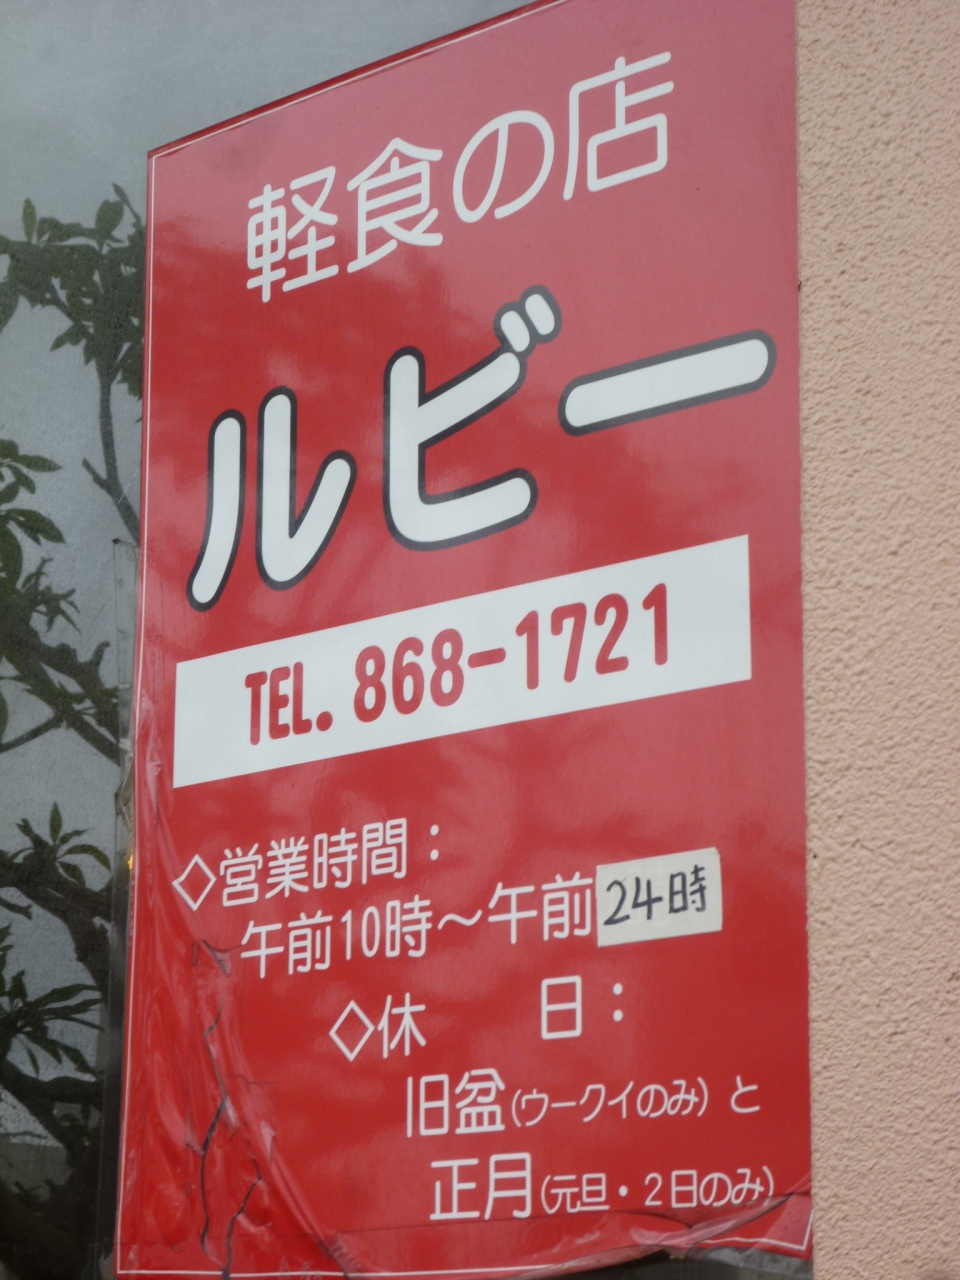 軽食の店
ルビー
TEL. 868-1721
◇営業時間：
午前10時〜午前24時
◇休　日：
旧盆(ウークイのみ)と
正月(元旦・2日のみ)